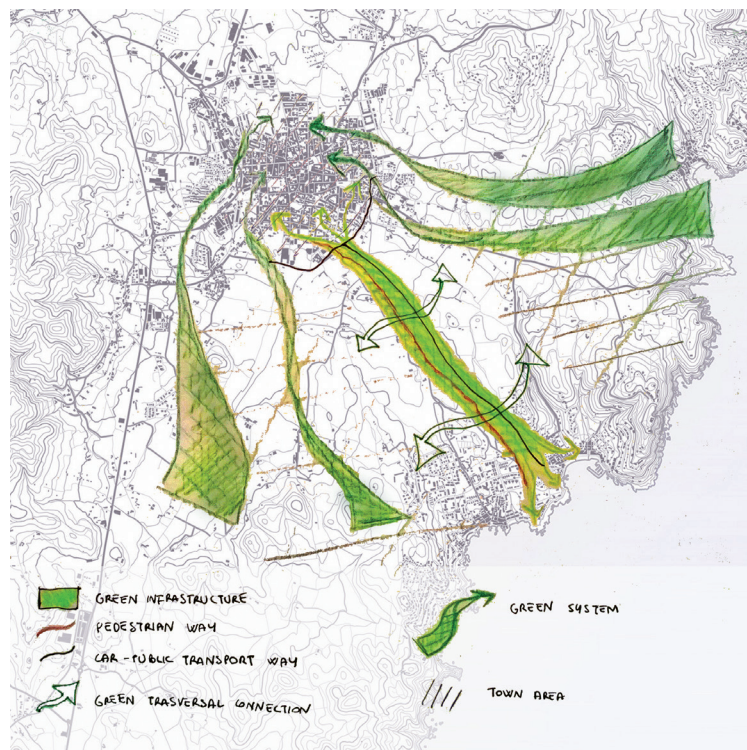 GREEN INFRASTRUCTURE
PEDESTRIAN WAY
CAR-PUBLIC TRANSPORT WAY
GREEN TRASVERSAL CONNECTION
GREEN SYSTEM
TOWN AREA